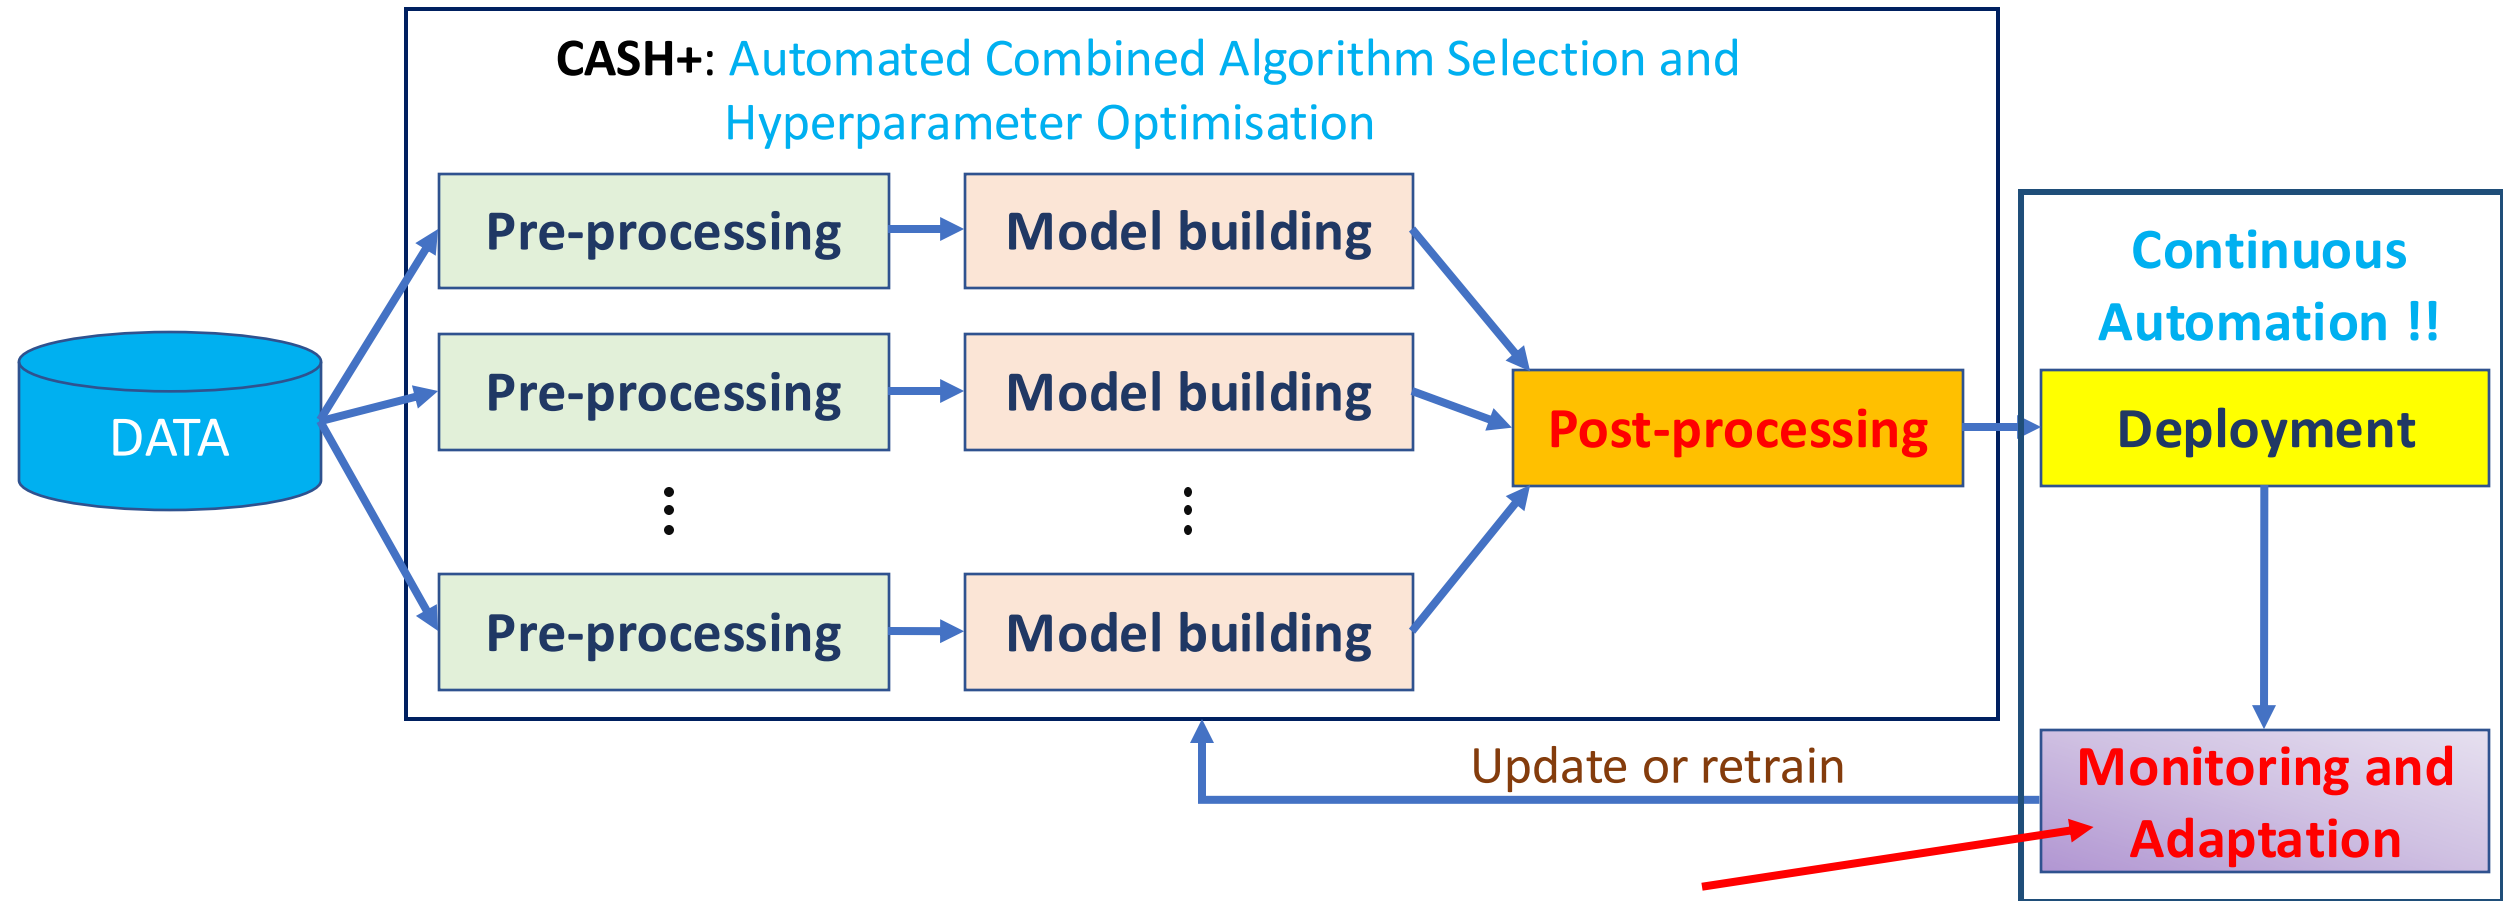 CASH+: Automated Combined Algorithm Selection and
Hyperparameter Optimisation
DATA
Pre-processing
Model building
Pre-processing
Model building
Pre-processing
Model building
Post-processing
Continuous
Automation !!
Deployment
Update or retrain
Monitoring and
Adaptation